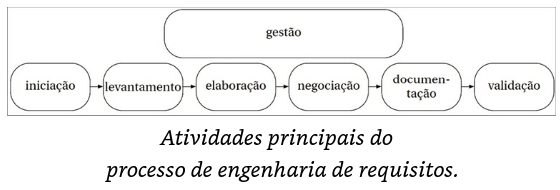 gestão
iniciação
levantamento
elaboração
negociação
documen-
tação
validação
Atividades principais do
processo de engenharia de requisitos.